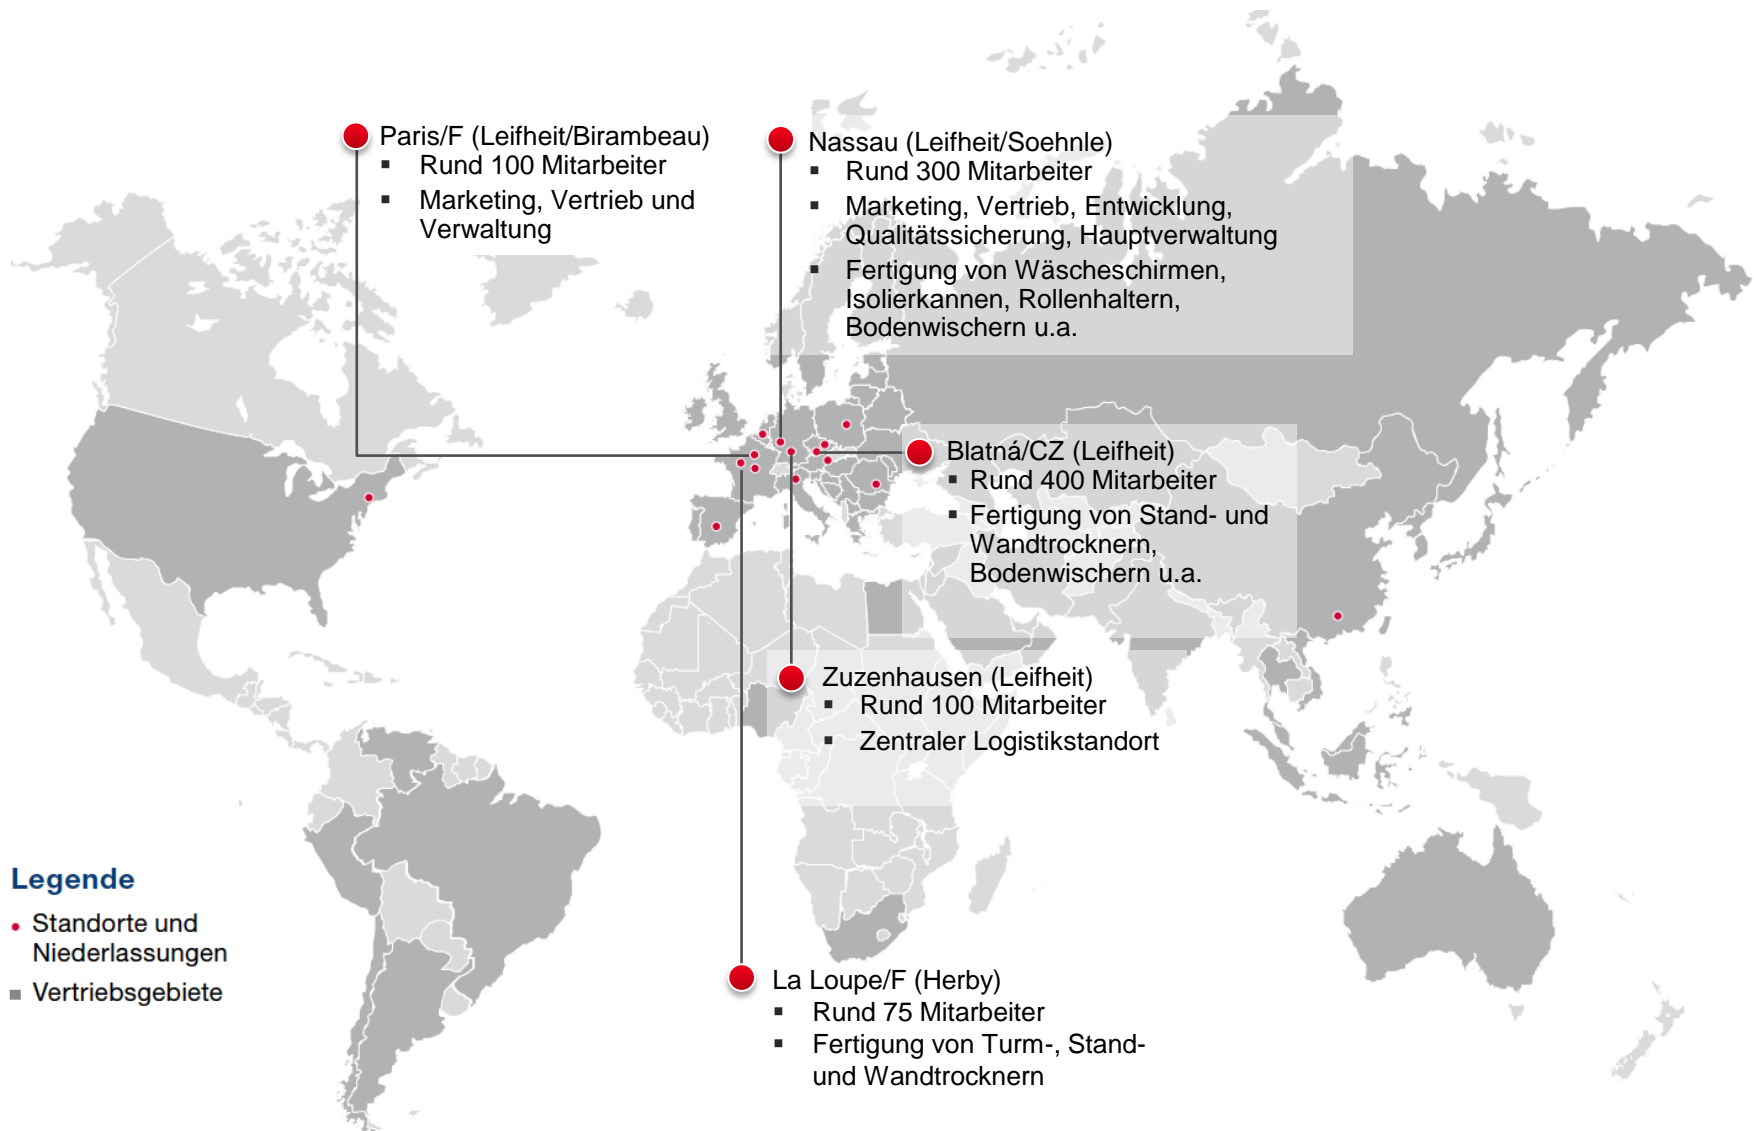 Paris/F (Leifheit/Birambeau)
▪ Rund 100 Mitarbeiter
▪ Marketing, Vertrieb und
Verwaltung
Nassau (Leifheit/Soehnle)
▪ Rund 300 Mitarbeiter
▪ Marketing, Vertrieb, Entwicklung,
Qualitätssicherung, Hauptverwaltung
▪ Fertigung von Wäscheschirmen,
Isolierkannen, Rollenhaltern,
Bodenwischern u.a.
Blatná/CZ (Leifheit)
▪ Rund 400 Mitarbeiter
▪ Fertigung von Stand- und
Wandtrocknern,
Bodenwischern u.a.
Zuzenhausen (Leifheit)
▪ Rund 100 Mitarbeiter
▪ Zentraler Logistikstandort
La Loupe/F (Herby)
▪ Rund 75 Mitarbeiter
▪ Fertigung von Turm-, Stand-
und Wandtrocknern
Legende
Standorte und
Niederlassungen
Vertriebsgebiete